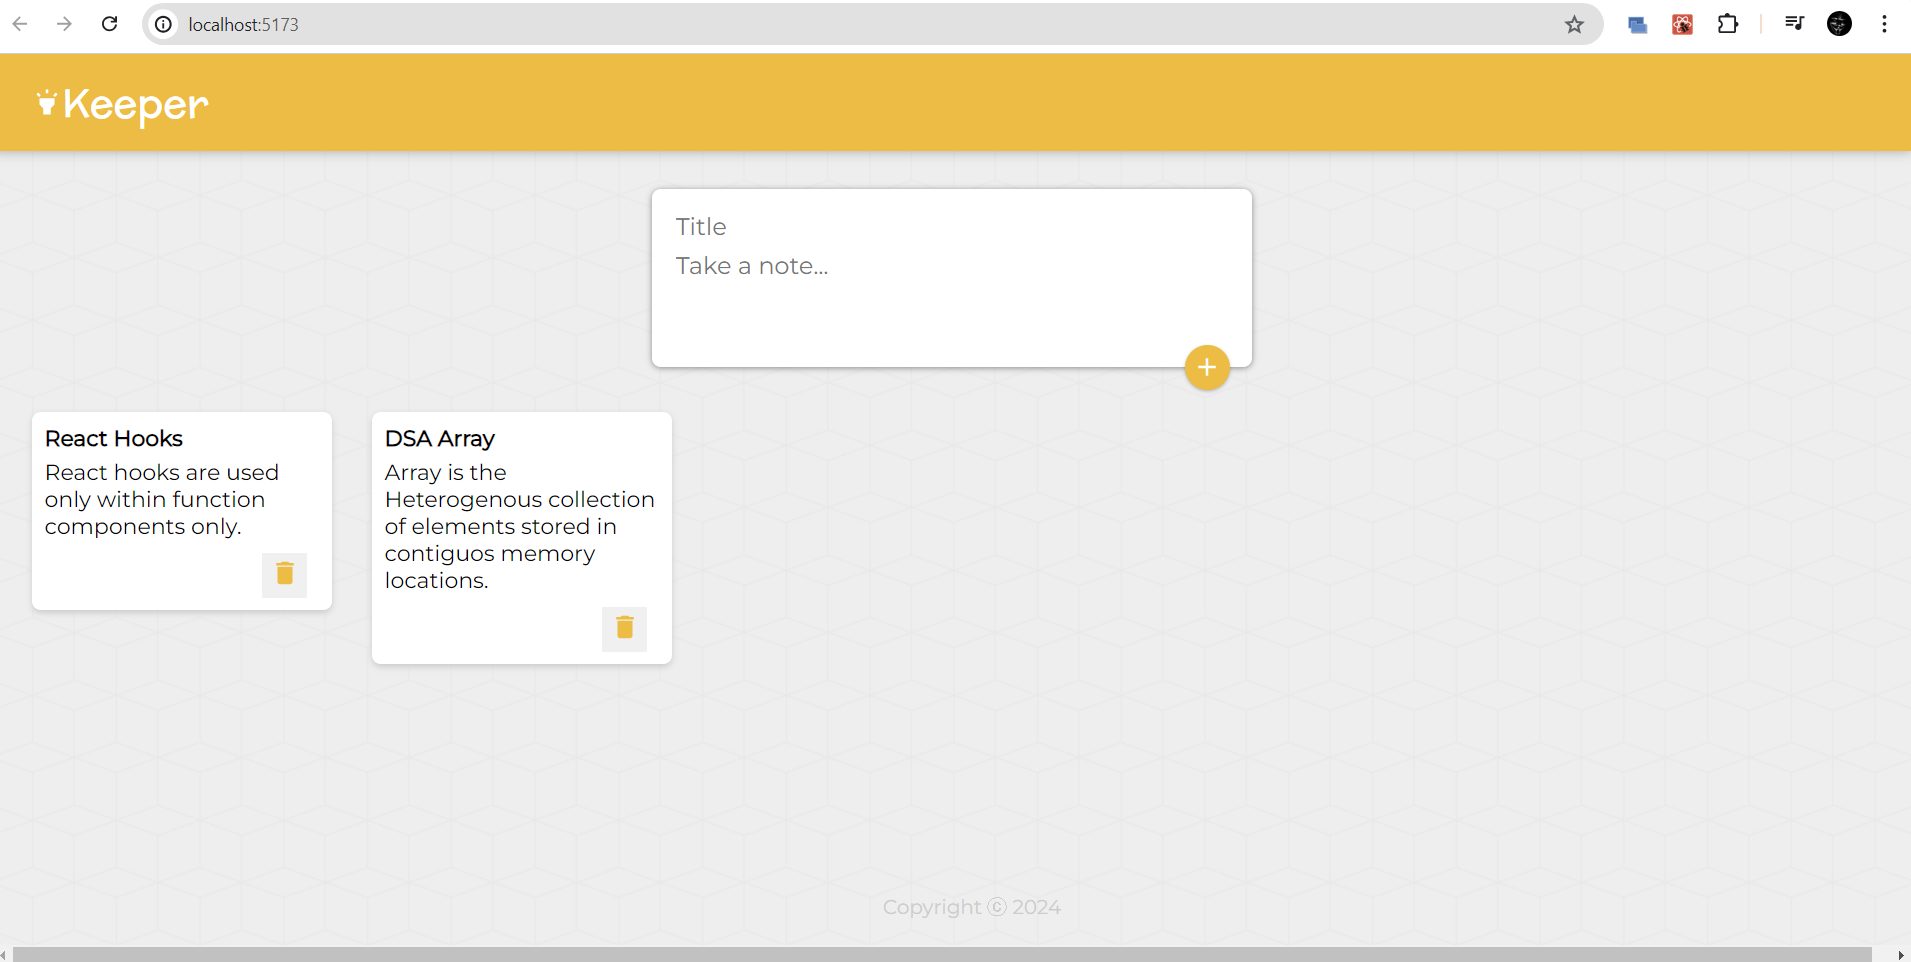 localhost:5173
Keeper
Title
Take a note...
React Hooks
React hooks are used
only within function
components only.
DSA Array
Array is the
Heterogenous collection
of elements stored in
contiguos memory
locations.
Copyright ⓒ 2024